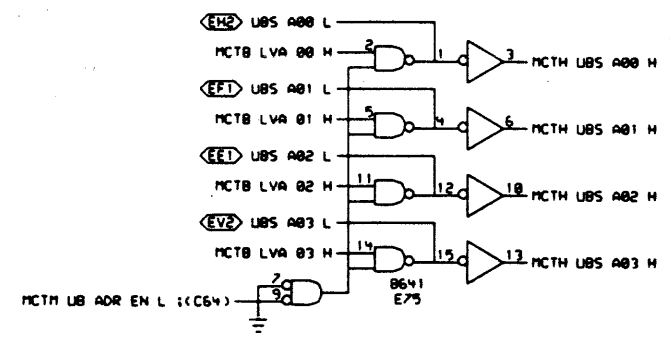 EH2 UBS A00 L
MCTB LVA 00 H 2 1 3 MCTH UBS A00 H
EF1 UBS A01 L
MCTB LVA 01 H 5 4 6 MCTH UBS A01 H
EE1 UBS A02 L
MCTB LVA 02 H 11 12 10 MCTH UBS A02 H
EV2 UBS A03 L
MCTB LVA 03 H 14 15 13 MCTH UBS A03 H
8641
E75
7
MCTM UB ADR EN L ;(C64) 9